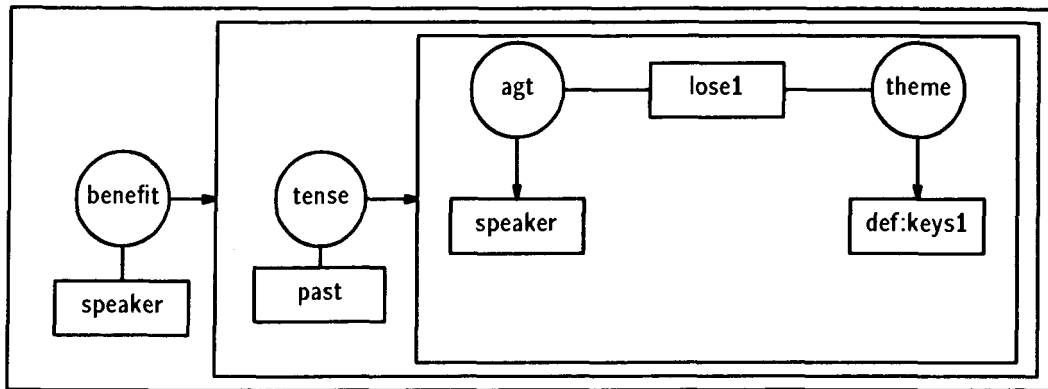 agt
lose1
theme
benefit
tense
speaker
def:keys1
speaker
past